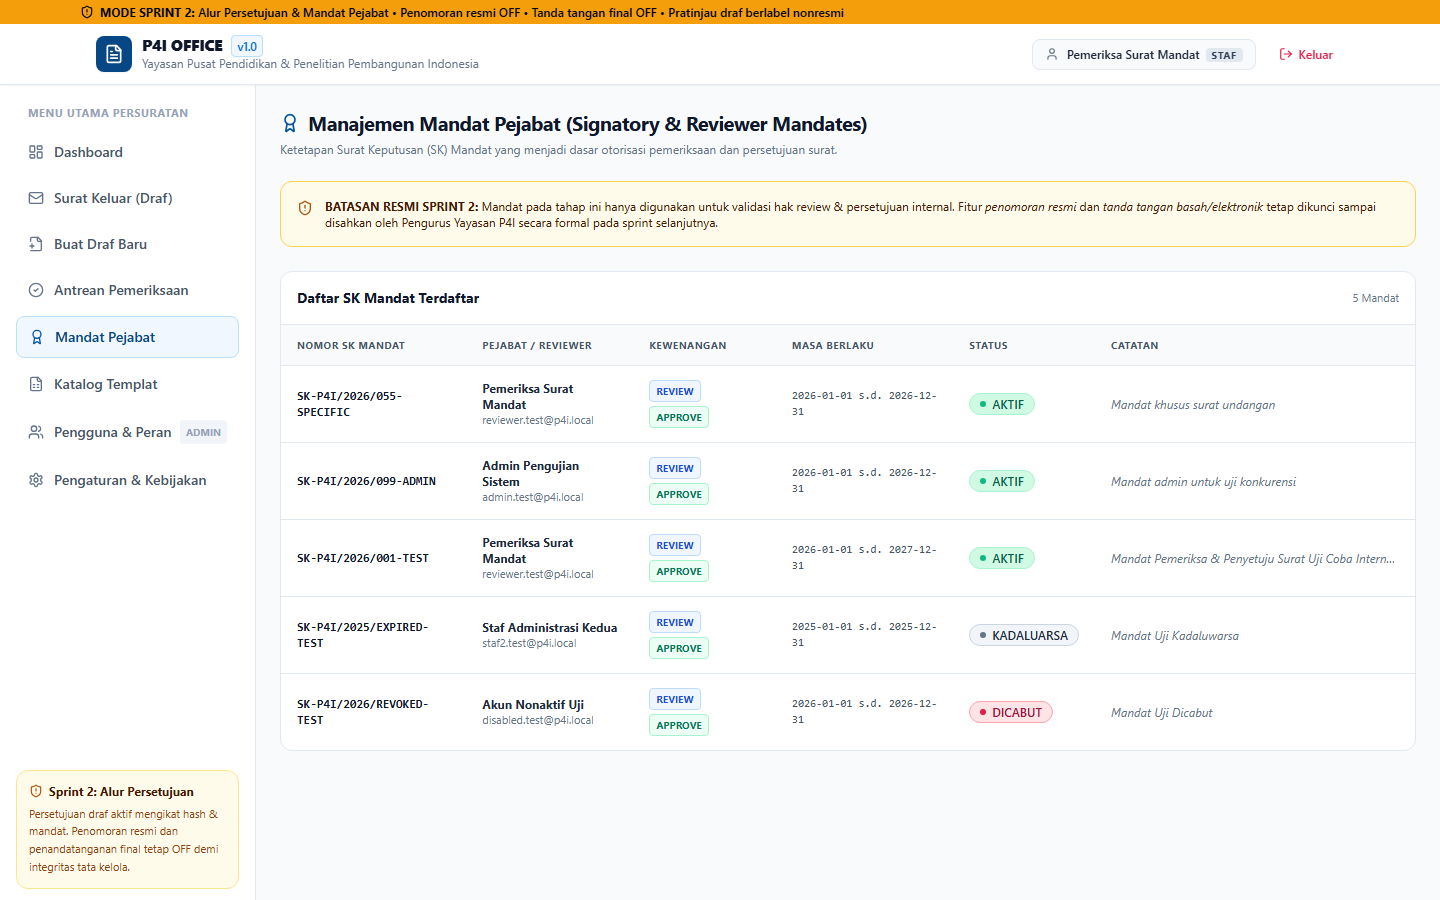 MODE SPRINT 2: Alur Persetujuan & Mandat Pejabat • Penomoran resmi OFF • Tanda tangan final OFF • Pratinjau draf berlabel nonresmi
P4I OFFICE v1.0
Yayasan Pusat Pendidikan & Penelitian Pembangunan Indonesia
Pemeriksa Surat Mandat STAF
Keluar
MENU UTAMA PERSURATAN
Dashboard
Surat Keluar (Draf)
Buat Draf Baru
Antrean Pemeriksaan
Mandat Pejabat
Katalog Templat
Pengguna & Peran ADMIN
Pengaturan & Kebijakan
Sprint 2: Alur Persetujuan
Persetujuan draf aktif mengikat hash &
mandat. Penomoran resmi dan
penandatanganan final tetap OFF demi
integritas tata kelola.
Manajemen Mandat Pejabat (Signatory & Reviewer Mandates)
Ketetapan Surat Keputusan (SK) Mandat yang menjadi dasar otorisasi pemeriksaan dan persetujuan surat.
BATASAN RESMI SPRINT 2: Mandat pada tahap ini hanya digunakan untuk validasi hak review & persetujuan internal. Fitur penomoran resmi dan tanda tangan basah/elektronik tetap dikunci sampai
disahkan oleh Pengurus Yayasan P4I secara formal pada sprint selanjutnya.
Daftar SK Mandat Terdaftar
5 Mandat
NOMOR SK MANDAT PEJABAT / REVIEWER KEWENANGAN MASA BERLAKU STATUS CATATAN
SK-P4I/2026/055-
SPECIFIC
Pemeriksa Surat
Mandat
reviewer.test@p4i.local
REVIEW
APPROVE
2026-01-01 s.d. 2026-12-
31
AKTIF
Mandat khusus surat undangan
SK-P4I/2026/099-ADMIN
Admin Pengujian
Sistem
admin.test@p4i.local
REVIEW
APPROVE
2026-01-01 s.d. 2026-12-
31
AKTIF
Mandat admin untuk uji konkurensi
SK-P4I/2026/001-TEST
Pemeriksa Surat
Mandat
reviewer.test@p4i.local
REVIEW
APPROVE
2026-01-01 s.d. 2027-12-
31
AKTIF
Mandat Pemeriksa & Penyetuju Surat Uji Coba Intern...
SK-P4I/2025/EXPIRED-
TEST
Staf Administrasi Kedua
staf2.test@p4i.local
REVIEW
APPROVE
2025-01-01 s.d. 2025-12-
31
KADALUARSA
Mandat Uji Kadaluwarsa
SK-P4I/2026/REVOKED-
TEST
Akun Nonaktif Uji
disabled.test@p4i.local
REVIEW
APPROVE
2026-01-01 s.d. 2026-12-
31
DICABUT
Mandat Uji Dicabut